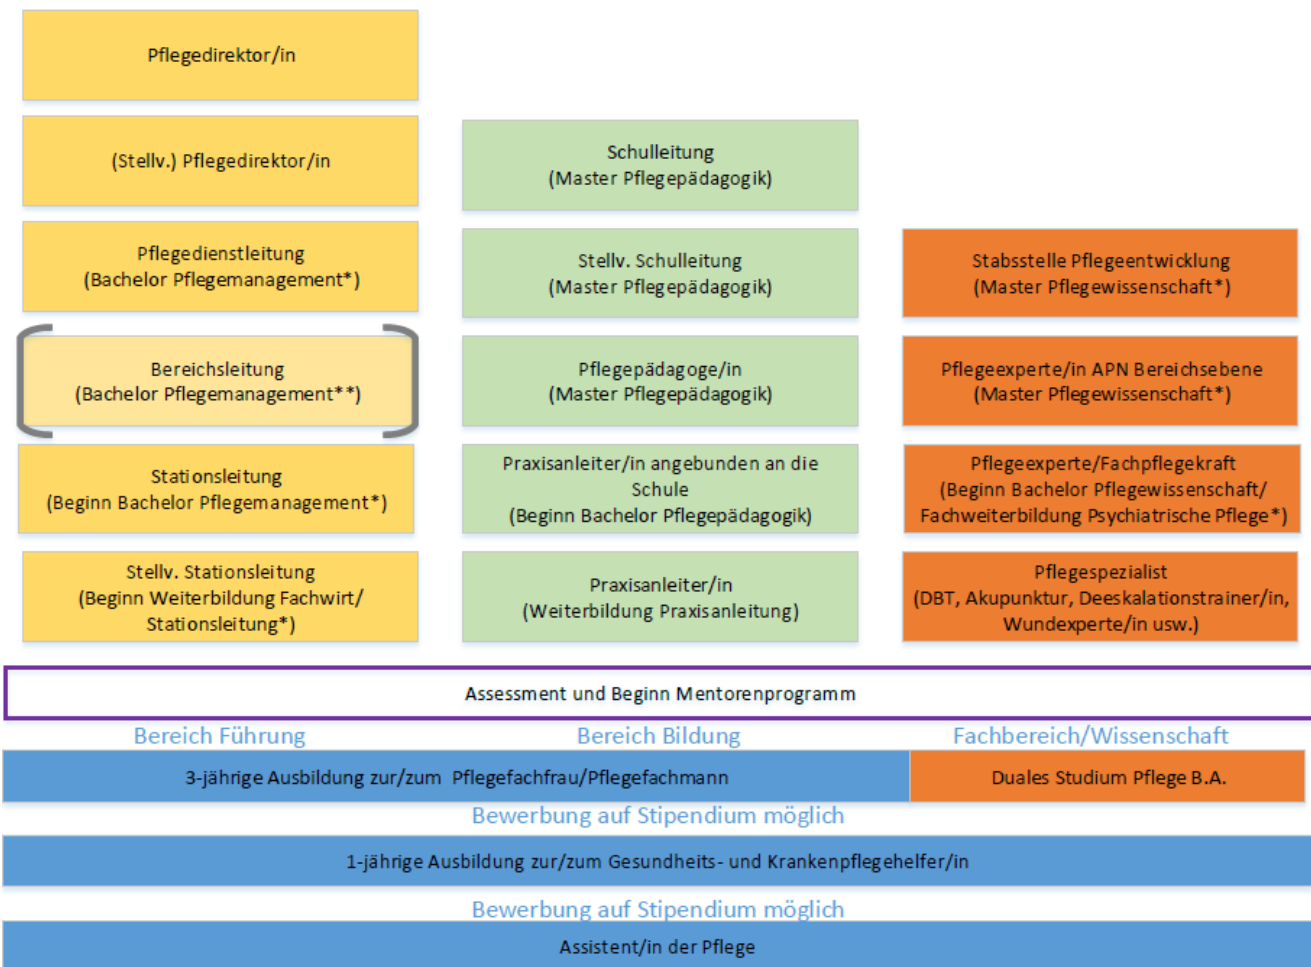 Pflegedirektor/in
(Stellv.) Pflegedirektor/in
Schulleitung
(Master Pflegepädagogik)
Pflegedienstleitung
(Bachelor Pflegemanagement*)
Stellv. Schulleitung
(Master Pflegepädagogik)
Stabsstelle Pflegeentwicklung
(Master Pflegewissenschaft*)
Bereichsleitung
(Bachelor Pflegemanagement**)
Pflegepädagoge/in
(Master Pflegepädagogik)
Pflegeexperte/in APN Bereichsebene
(Master Pflegewissenschaft*)
Stationsleitung
(Beginn Bachelor Pflegemanagement*)
Praxisanleiter/in angebunden an die
Schule
(Beginn Bachelor Pflegepädagogik)
Pflegeexperte/Fachpflegekraft
(Beginn Bachelor Pflegewissenschaft/
Fachweiterbildung Psychiatrische Pflege*)
Stellv. Stationsleitung
(Beginn Weiterbildung Fachwirt/
Stationsleitung*)
Praxisanleiter/in
(Weiterbildung Praxisanleitung)
Pflegespezialist
(DBT, Akupunktur, Deeskalationstrainer/in,
Wundexperte/in usw.)
Assessment und Beginn Mentorenprogramm
Bereich Führung
Bereich Bildung
Fachbereich/Wissenschaft
3-jährige Ausbildung zur/zum Pflegefachfrau/Pflegefachmann
Duales Studium Pflege B.A.
Bewerbung auf Stipendium möglich
1-jährige Ausbildung zur/zum Gesundheits- und Krankenpflegehelfer/in
Bewerbung auf Stipendium möglich
Assistent/in der Pflege